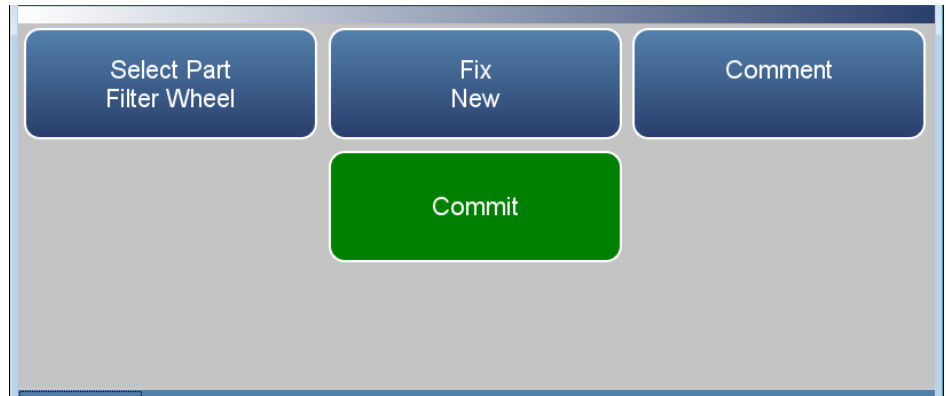 Select Part
Filter Wheel
Fix
New
Comment
Commit